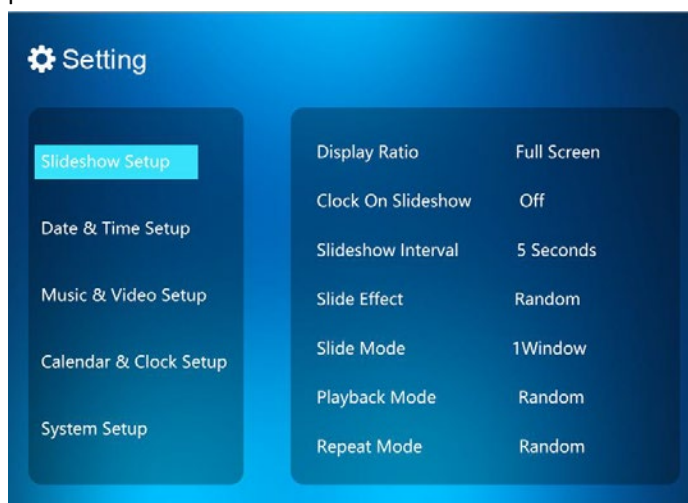 Setting
Slideshow Setup
Date & Time Setup
Music & Video Setup
Calendar & Clock Setup
System Setup
Display Ratio Full Screen
Clock On Slideshow Off
Slideshow Interval 5 Seconds
Slide Effect Random
Slide Mode 1Window
Playback Mode Random
Repeat Mode Random